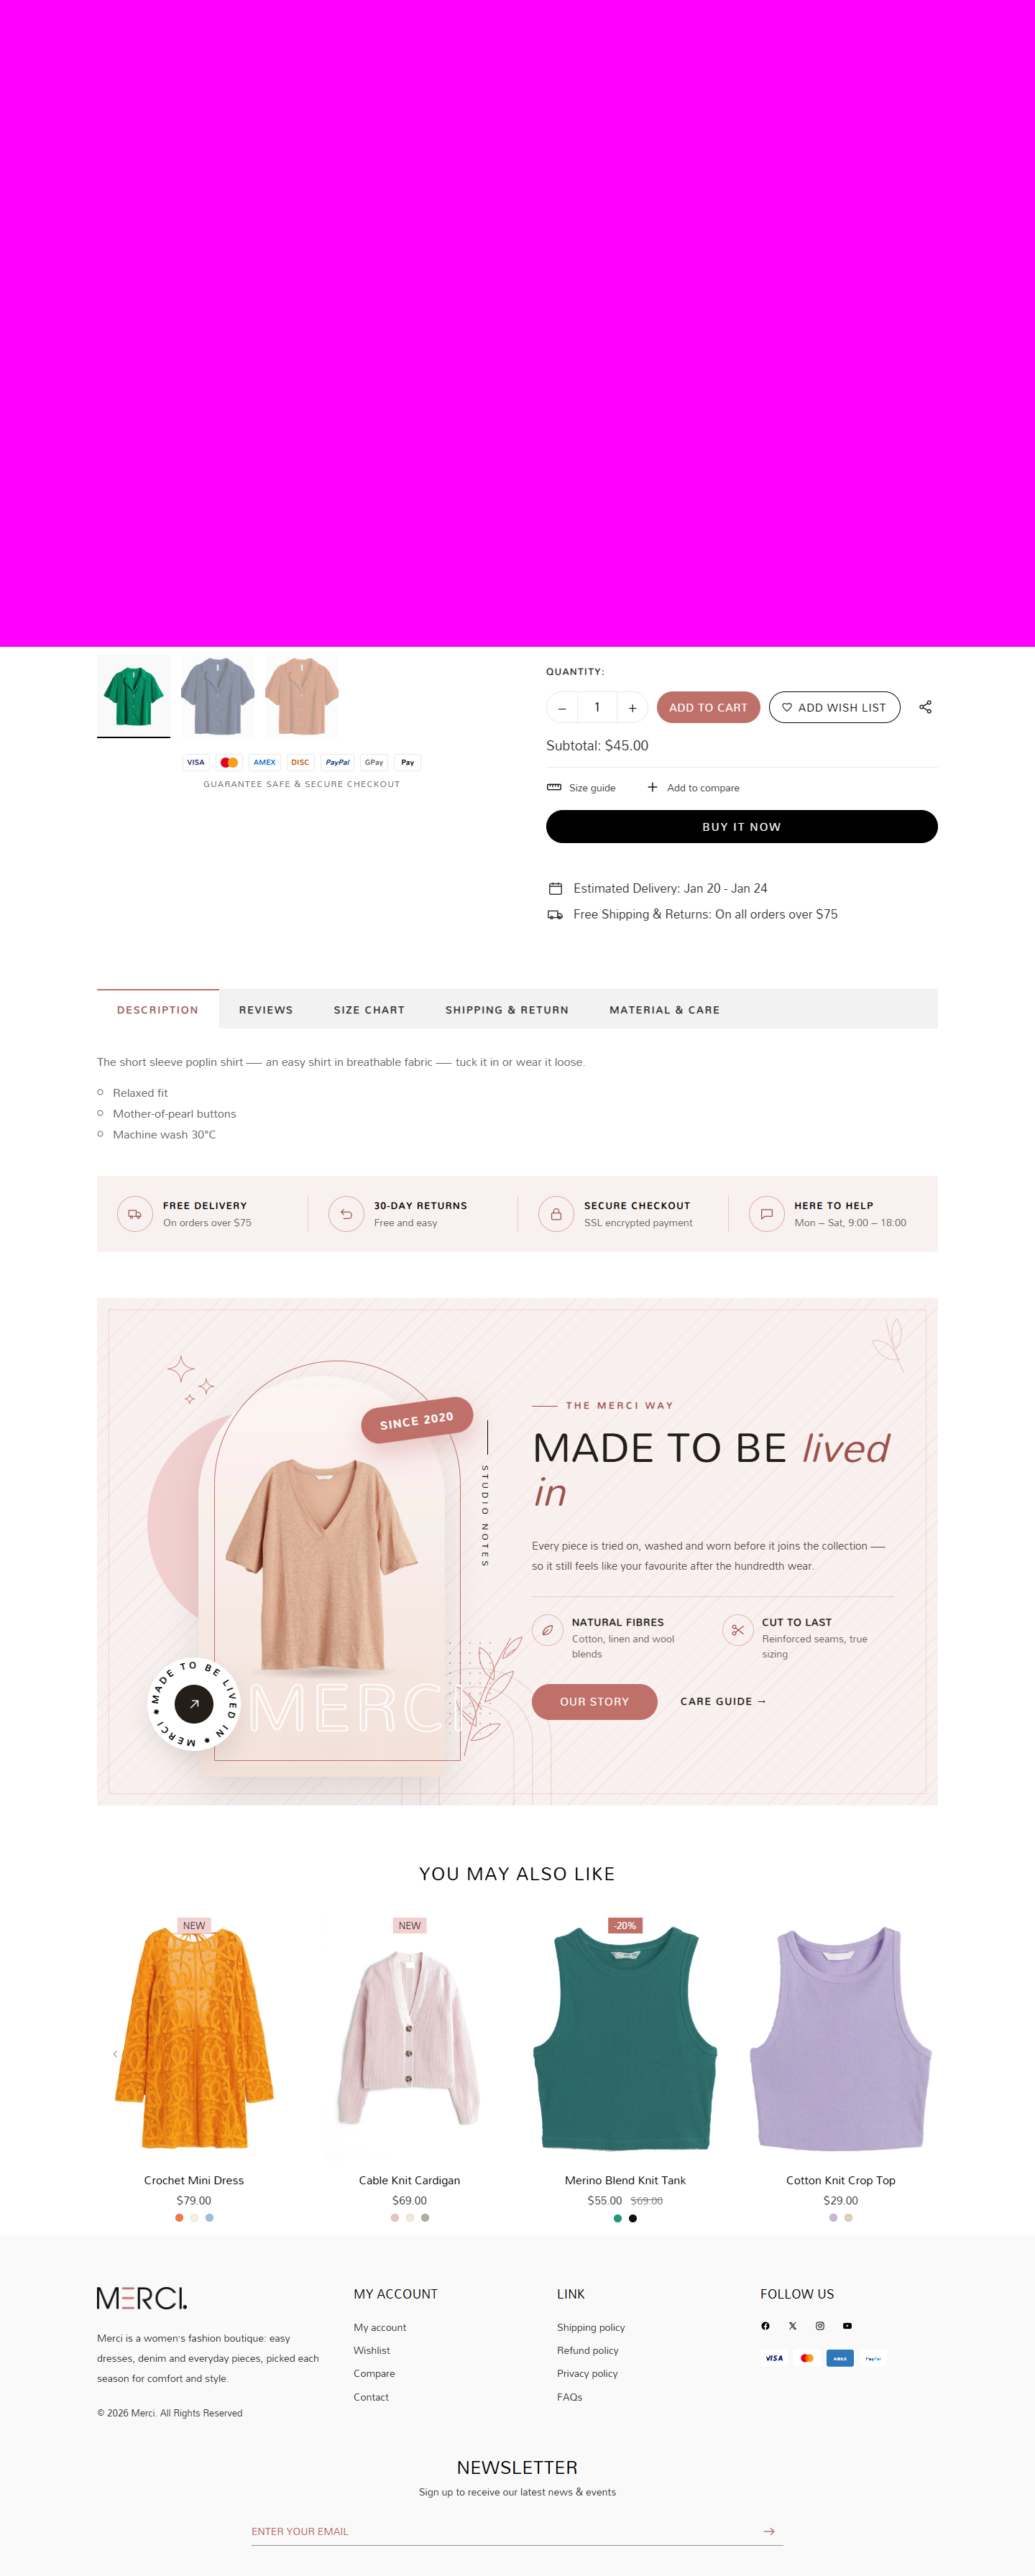 QUANTITY:
– 1 +
ADD TO CART
ADD WISH LIST
Subtotal: $45.00
VISA
AMEX
DISC
PayPal
GPay
Pay
GUARANTEE SAFE & SECURE CHECKOUT
Size guide
Add to compare
BUY IT NOW
Estimated Delivery: Jan 20 - Jan 24
Free Shipping & Returns: On all orders over $75
DESCRIPTION
REVIEWS
SIZE CHART
SHIPPING & RETURN
MATERIAL & CARE
The short sleeve poplin shirt — an easy shirt in breathable fabric — tuck it in or wear it loose.
Relaxed fit
Mother-of-pearl buttons
Machine wash 30°C
FREE DELIVERY
On orders over $75
30-DAY RETURNS
Free and easy
SECURE CHECKOUT
SSL encrypted payment
HERE TO HELP
Mon – Sat, 9:00 – 18:00
SINCE 2020
STUDIO NOTES
MERCI
MADE TO BE LIVED IN * MERCI *
THE MERCI WAY
MADE TO BE lived
in
Every piece is tried on, washed and worn before it joins the collection —
so it still feels like your favourite after the hundredth wear.
NATURAL FIBRES
Cotton, linen and wool
blends
CUT TO LAST
Reinforced seams, true
sizing
OUR STORY
CARE GUIDE →
YOU MAY ALSO LIKE
NEW
Crochet Mini Dress
$79.00
NEW
Cable Knit Cardigan
$69.00
-20%
Merino Blend Knit Tank
$55.00 $69.00
Cotton Knit Crop Top
$29.00
MERCI.
Merci is a women's fashion boutique: easy
dresses, denim and everyday pieces, picked each
season for comfort and style.
© 2026 Merci. All Rights Reserved
MY ACCOUNT
My account
Wishlist
Compare
Contact
LINK
Shipping policy
Refund policy
Privacy policy
FAQs
FOLLOW US
VISA
AMEX
PayPal
NEWSLETTER
Sign up to receive our latest news & events
ENTER YOUR EMAIL